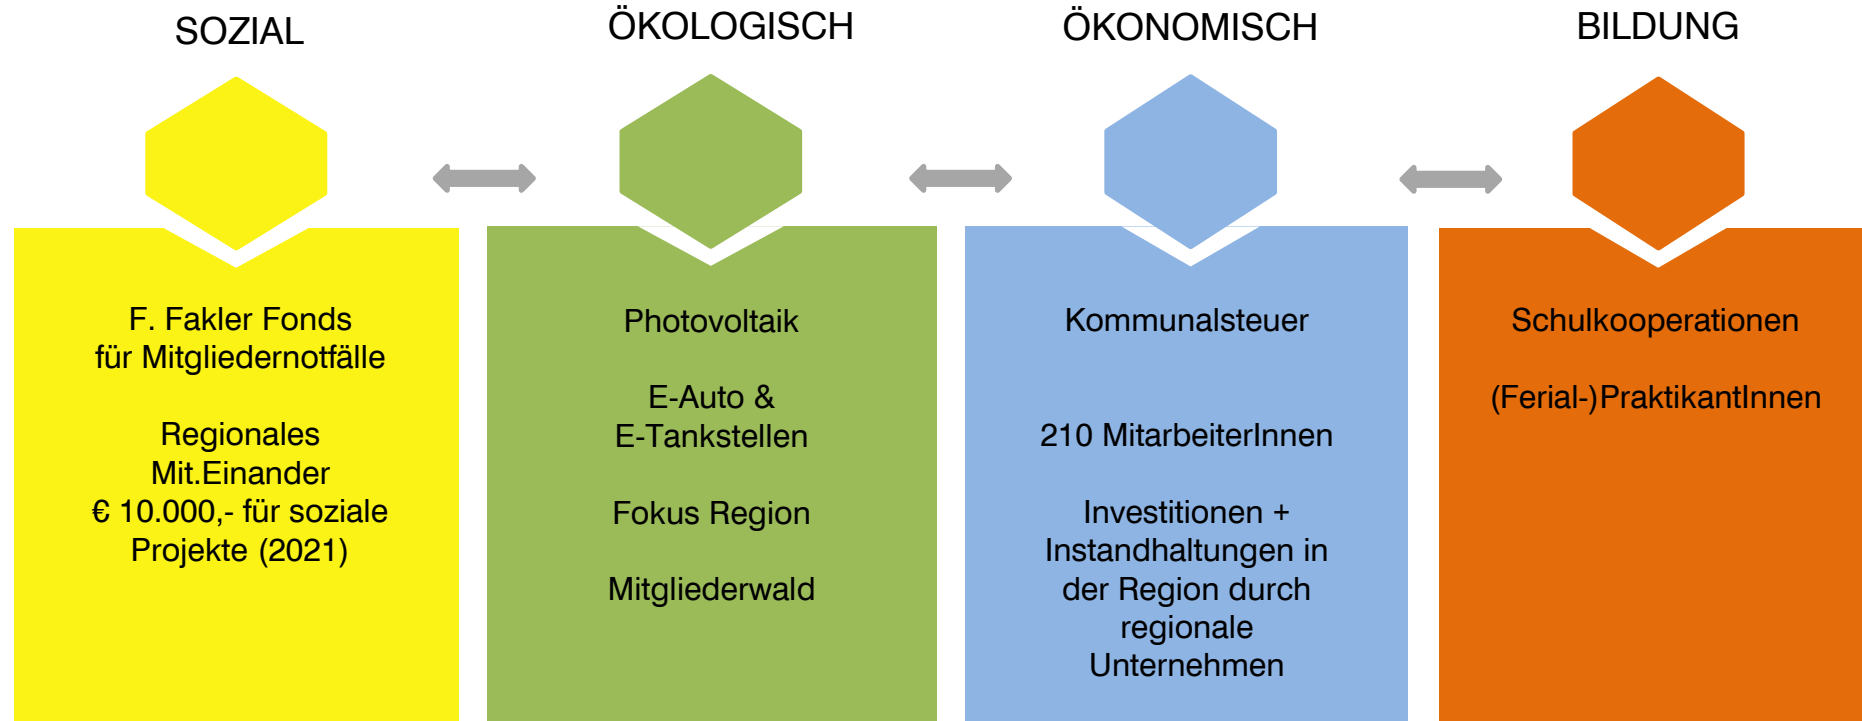 SOZIAL
ÖKOLOGISCH
ÖKONOMISCH
BILDUNG
F. Fakler Fonds
für Mitgliedernotfälle
Regionales
Mit.Einander
€ 10.000,- für soziale
Projekte (2021)
Photovoltaik
E-Auto &
E-Tankstellen
Fokus Region
Mitgliederwald
Kommunalsteuer
210 MitarbeiterInnen
Investitionen +
Instandhaltungen in
der Region durch
regionale
Unternehmen
Schulkooperationen
(Ferial-)PraktikantInnen